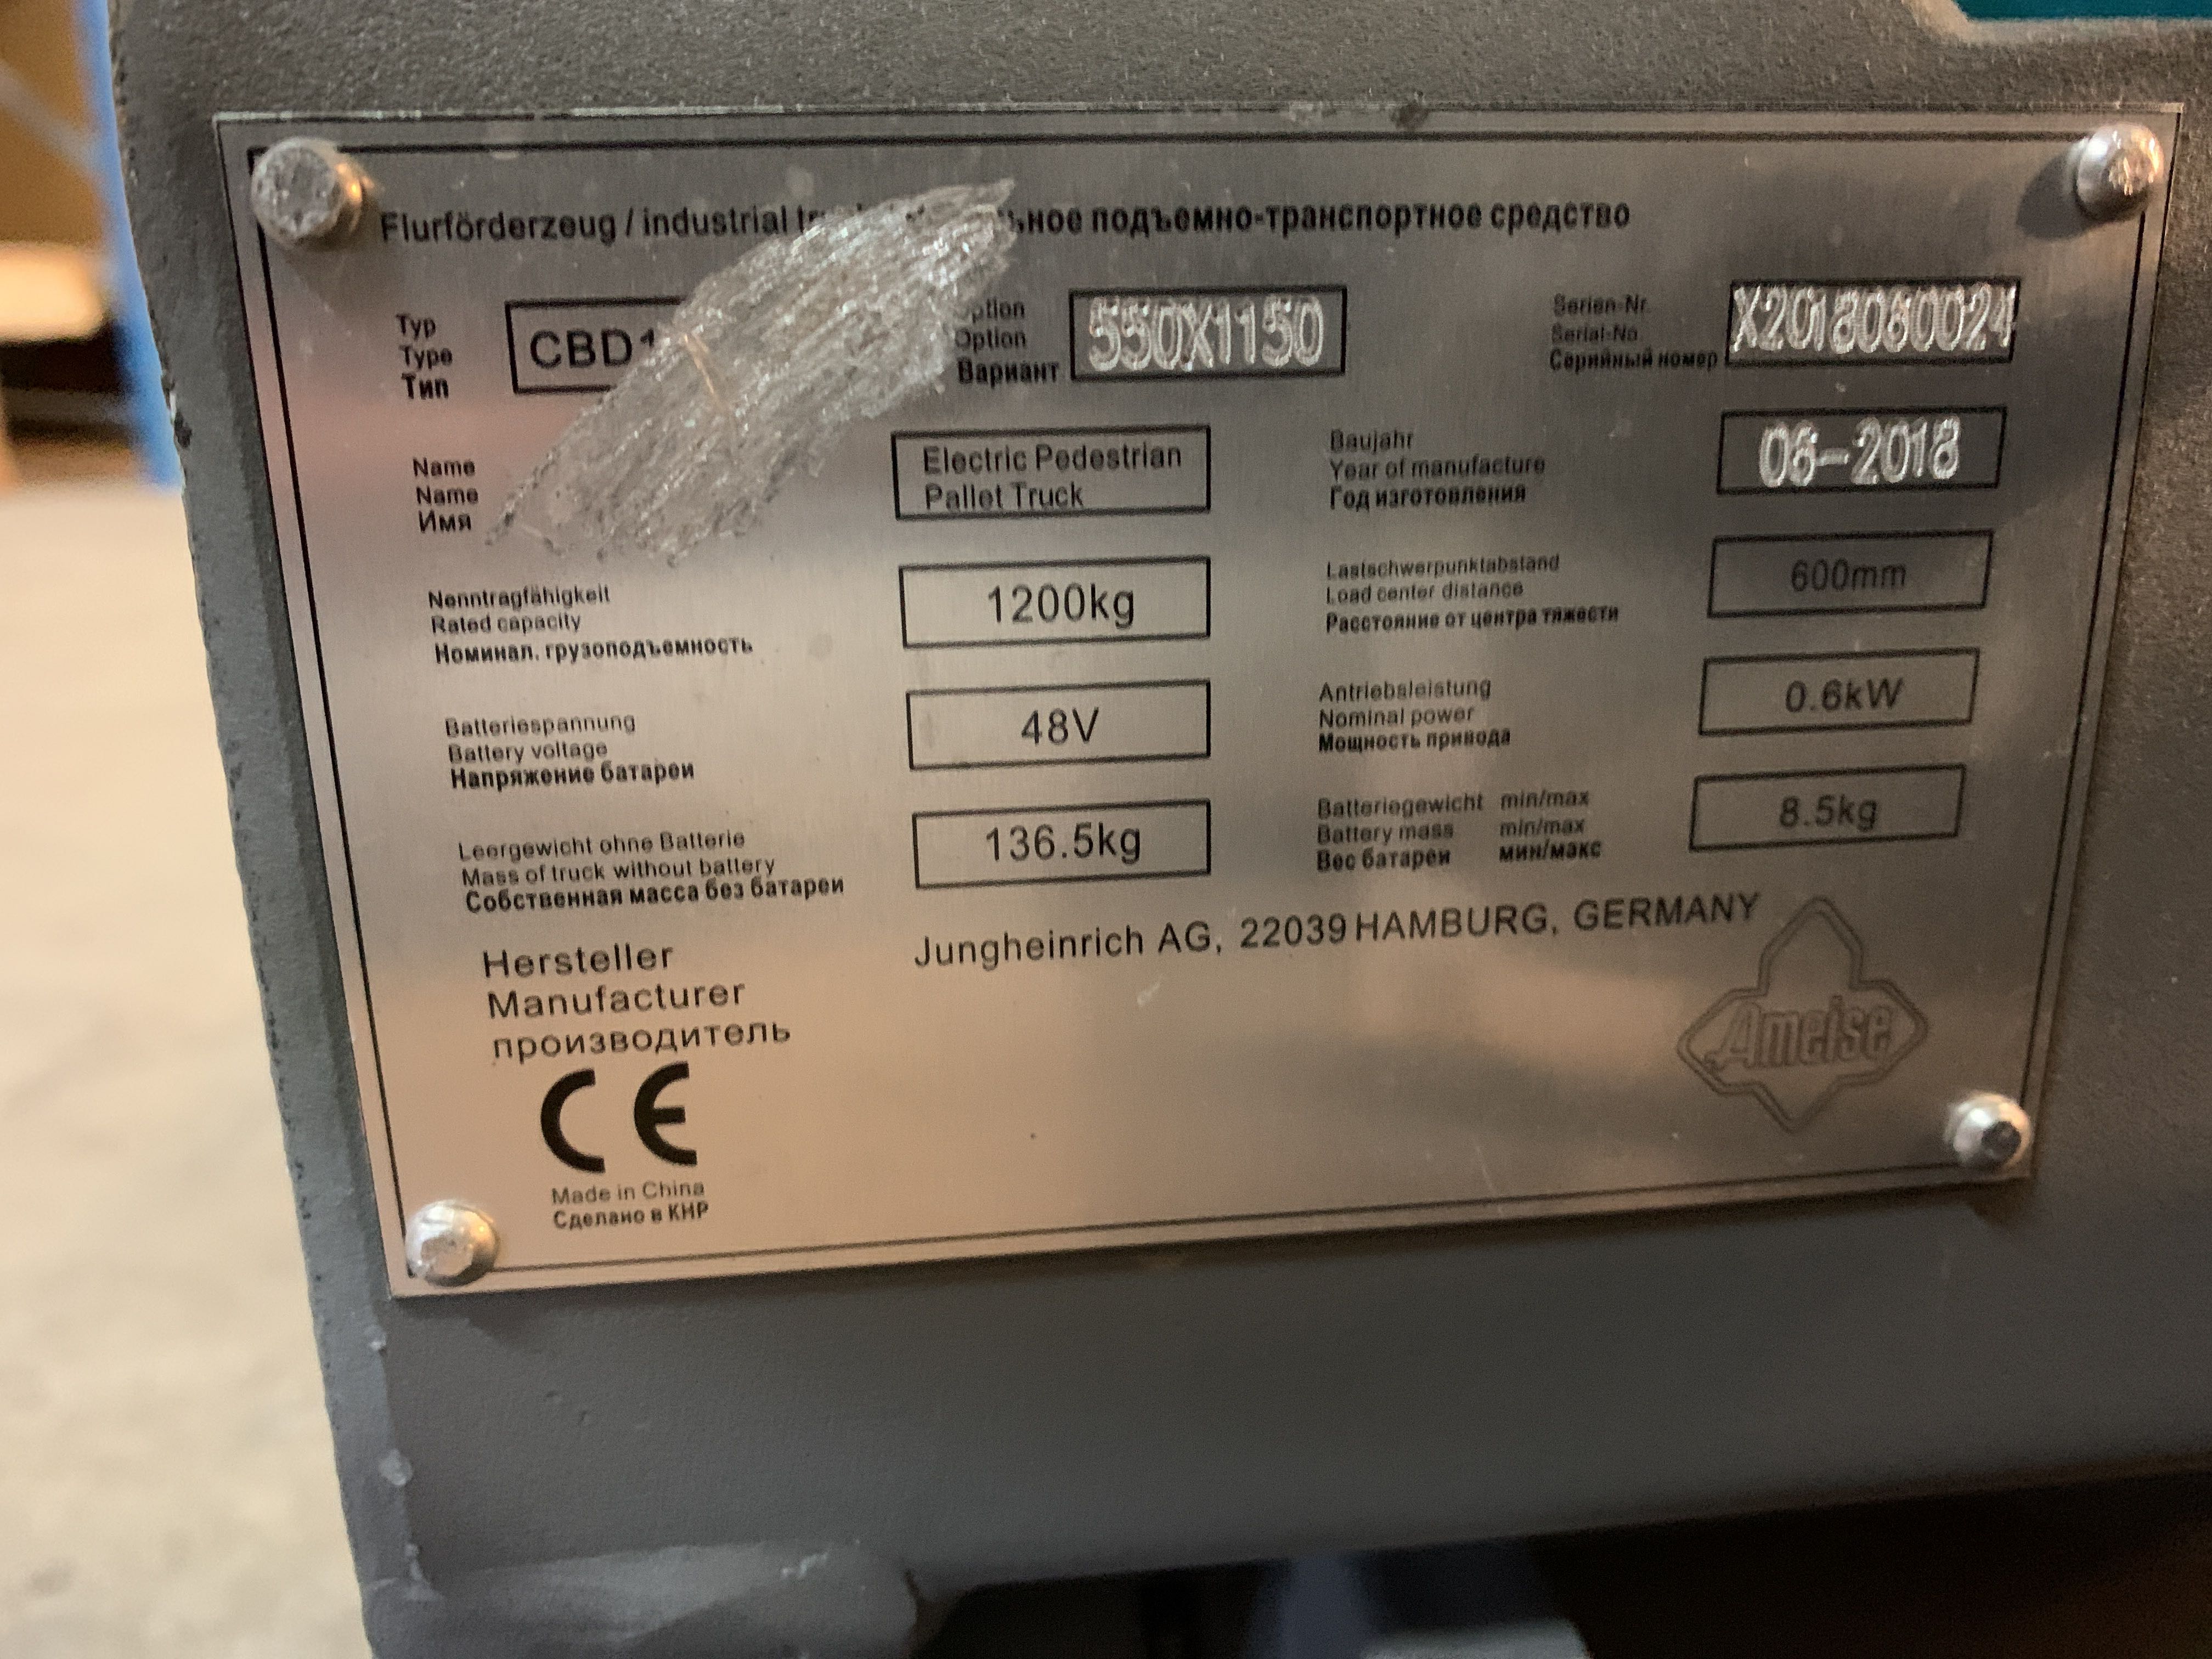 Flurförderzeug / industrial подъемно-транспортное средство
Typ
Type
Тип
CBD1
Option
Option
Вариант
550X1150
Serien-Nr.
Serial-No.
Серийный номер
X2018060024
Name
Name
Имя
Electric Pedestrian
Pallet Truck
Baujahr
Year of manufacture
Год изготовления
06-2018
Nenntragfähigkeit
Rated capacity
Номинал. грузоподъемность
1200kg
Lastschwerpunktabstand
Load center distance
Расстояние от центра тяжести
600mm
Batteriespannung
Battery voltage
Напряжение батареи
48V
Antriebsleistung
Nominal power
Мощность привода
0.6kW
Leergewicht ohne Batterie
Mass of truck without battery
Собственная масса без батареи
136.5kg
Batteriegewicht min/max
Battery mass min/max
Вес батареи мин/макс
8.5kg
Hersteller
Manufacturer
производитель
Jungheinrich AG, 22039 HAMBURG, GERMANY
Ameise
CE
Made in China
Сделано в КНР